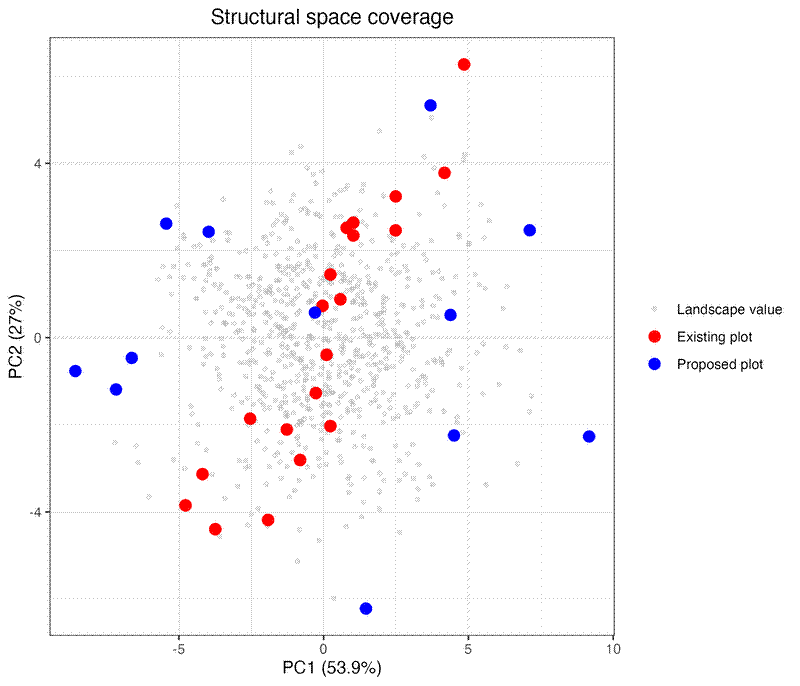 Structural space coverage
PC2 (27%)
4
0
-4
-5
0
5
10
PC1 (53.9%)
Landscape value
Existing plot
Proposed plot